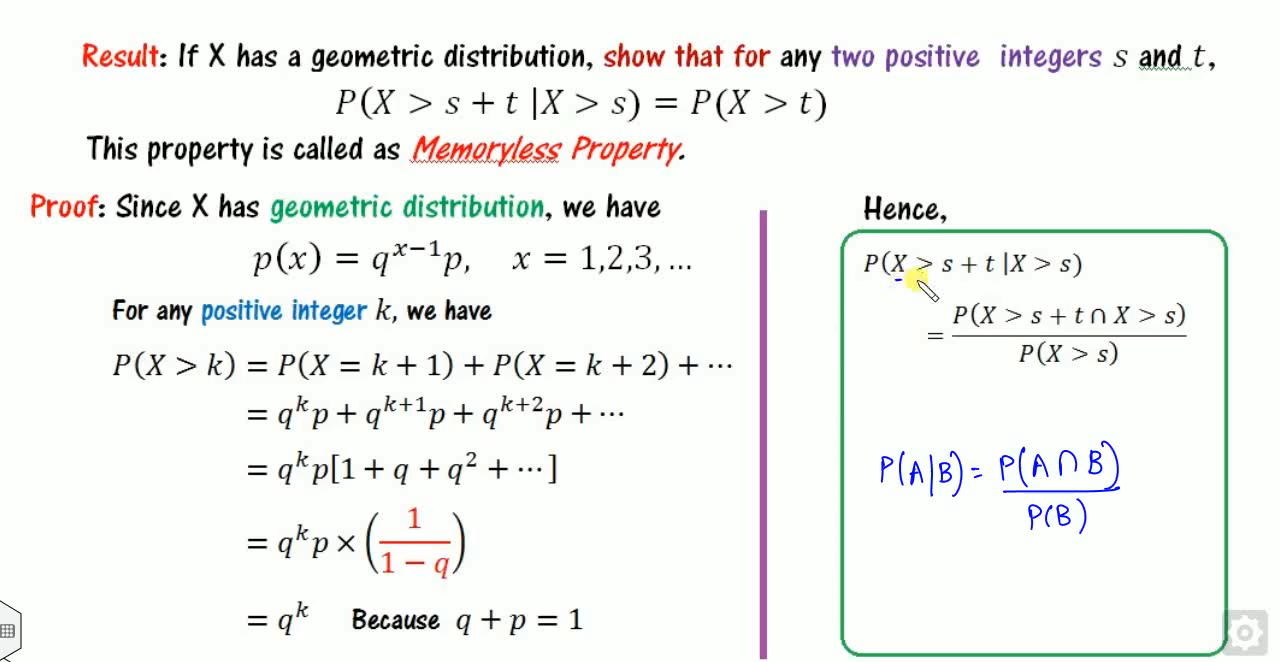 Result: If X has a geometric distribution, show that for any two positive integers s and t,
P(X > s + t |X > s) = P(X > t)
This property is called as Memoryless Property.
Proof: Since X has geometric distribution, we have
p(x) = q^{x−1}p, x = 1,2,3, ...
For any positive integer k, we have
P(X > k) = P(X = k + 1) + P(X = k + 2) + ⋯
= q^k p + q^{k+1}p + q^{k+2}p + ⋯
= q^k p[1 + q + q^2 + ⋯]
= q^k p × (1/(1 − q))
= q^k Because q + p = 1
Hence,
P(X > s + t |X > s)
= P(X > s + t ∩ X > s) / P(X > s)
P(A|B) = P(A ∩ B) / P(B)